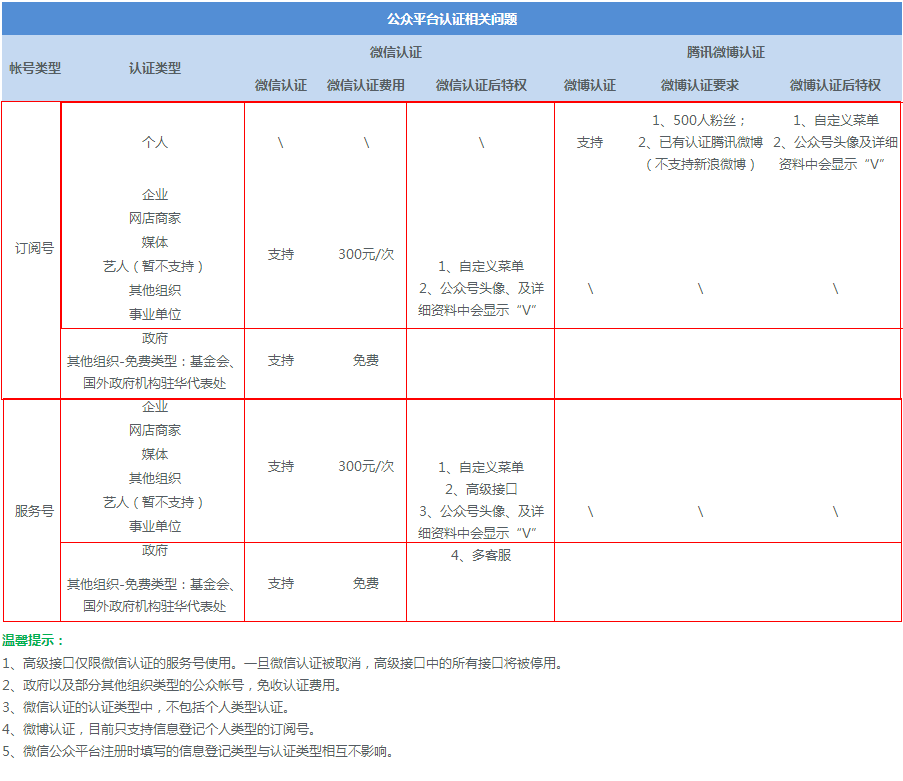 公众平台认证相关问题
帐号类型
认证类型
微信认证
腾讯微博认证
微信认证
微信认证费用
微信认证后特权
微博认证
微博认证要求
微博认证后特权
订阅号
个人
\
\
\
支持
1、500人粉丝；
2、已有认证腾讯微博
（不支持新浪微博）
1、自定义菜单
2、公众号头像及详细
资料中会显示“V”
企业
网店商家
媒体
艺人（暂不支持）
其他组织
事业单位
支持
300元/次
1、自定义菜单
2、公众号头像、及详
细资料中会显示“V”
\
\
\
政府
其他组织-免费类型：基金会、
国外政府机构驻华代表处
支持
免费
服务号
企业
网店商家
媒体
其他组织
艺人（暂不支持）
事业单位
支持
300元/次
1、自定义菜单
2、高级接口
3、公众号头像、及详
细资料中会显示“V”
4、多客服
\
\
\
政府
其他组织-免费类型：基金会、
国外政府机构驻华代表处
支持
免费
温馨提示：
1、高级接口仅限微信认证的服务号使用。一旦微信认证被取消，高级接口中的所有接口将被停用。
2、政府以及部分其他组织类型的公众帐号，免收认证费用。
3、微信认证的认证类型中，不包括个人类型认证。
4、微博认证，目前只支持信息登记个人类型的订阅号。
5、微信公众平台注册时填写的信息登记类型与认证类型相互不影响。